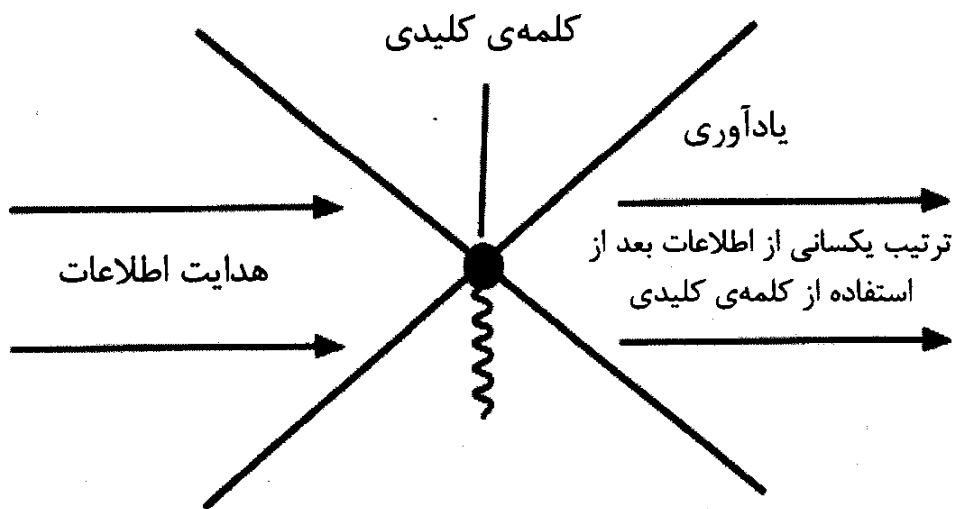 کلمه‌ی کلیدی
یادآوری
ترتیب یکسانی از اطلاعات بعد از
استفاده از کلمه‌ی کلیدی
هدایت اطلاعات